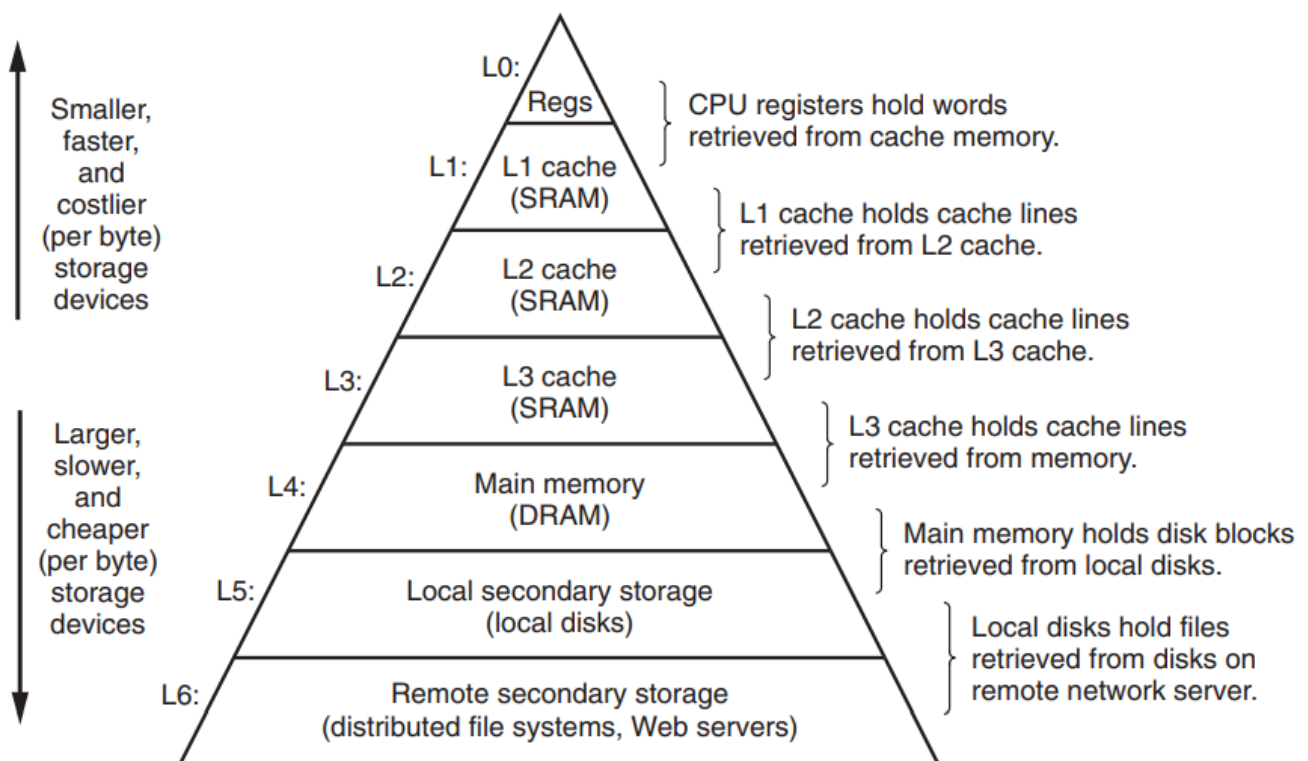 L0:
Regs
CPU registers hold words
retrieved from cache memory.
Smaller,
faster,
and
costlier
(per byte)
storage
devices
L1:
L1 cache
(SRAM)
L1 cache holds cache lines
retrieved from L2 cache.
L2:
L2 cache
(SRAM)
L2 cache holds cache lines
retrieved from L3 cache.
L3:
L3 cache
(SRAM)
L3 cache holds cache lines
retrieved from memory.
Larger,
slower,
and
cheaper
(per byte)
storage
devices
L4:
Main memory
(DRAM)
Main memory holds disk blocks
retrieved from local disks.
L5:
Local secondary storage
(local disks)
Local disks hold files
retrieved from disks on
remote network server.
L6:
Remote secondary storage
(distributed file systems, Web servers)